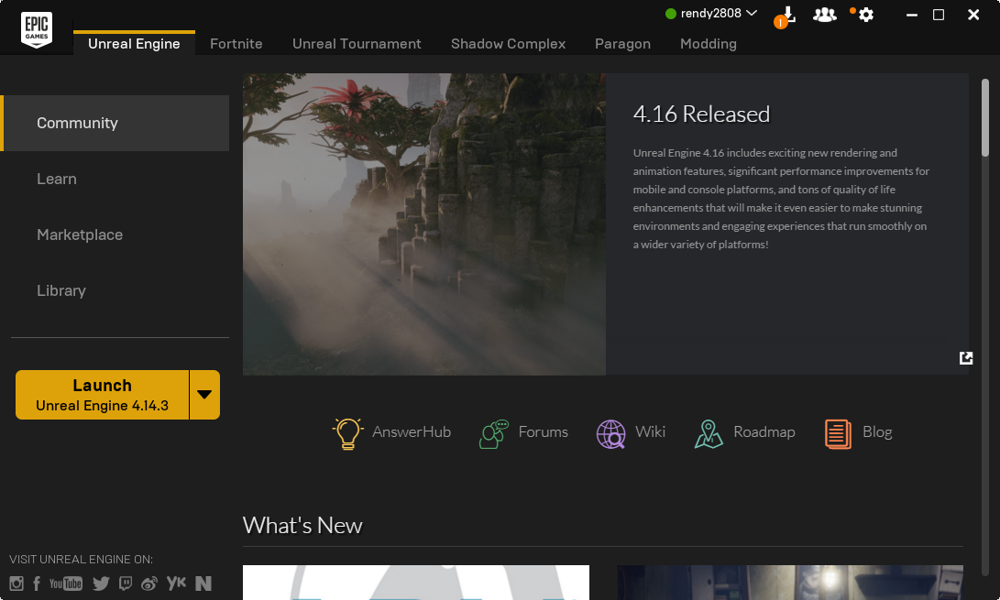 EPIC
GAMES
rendy2808
1
Unreal Engine
Fortnite
Unreal Tournament
Shadow Complex
Paragon
Modding
Community
Learn
Marketplace
Library
Launch
Unreal Engine 4.14.3
4.16 Released
Unreal Engine 4.16 includes exciting new rendering and
animation features, significant performance improvements for
mobile and console platforms, and tons of quality of life
enhancements that will make it even easier to make stunning
environments and engaging experiences that run smoothly on
a wider variety of platforms!
AnswerHub
Forums
Wiki
Roadmap
Blog
What's New
VISIT UNREAL ENGINE ON:
YouTube